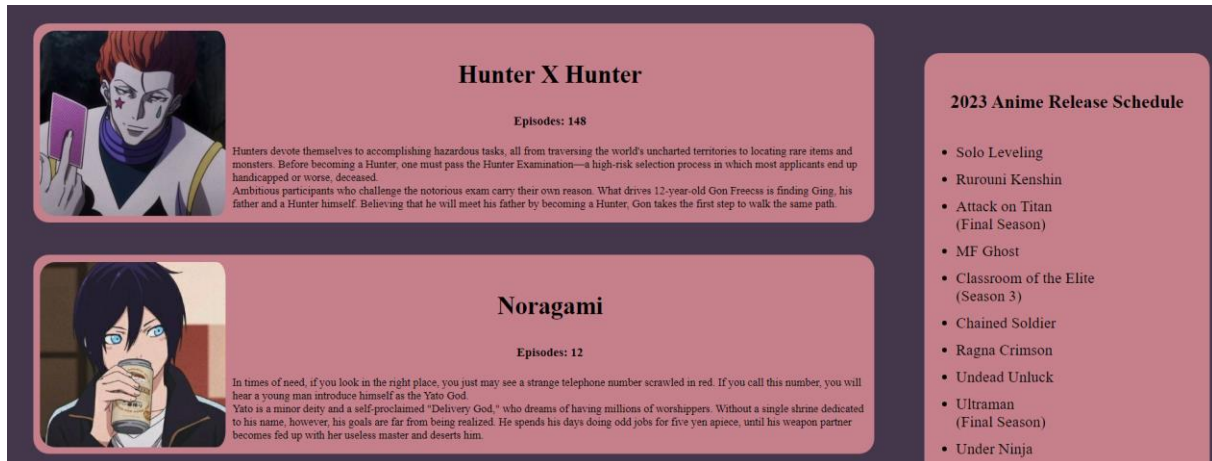 Hunter X Hunter
Episodes: 148
Hunters devote themselves to accomplishing hazardous tasks, all from traversing the world's uncharted territories to locating rare items and
monsters. Before becoming a Hunter, one must pass the Hunter Examination—a high-risk selection process in which most applicants end up
handicapped or worse, deceased.
Ambitious participants who challenge the notorious exam carry their own reason. What drives 12-year-old Gon Freecss is finding Ging, his
father and a Hunter himself. Believing that he will meet his father by becoming a Hunter, Gon takes the first step to walk the same path.
Noragami
Episodes: 12
In times of need, if you look in the right place, you just may see a strange telephone number scrawled in red. If you call this number, you will
hear a young man introduce himself as the Yato God.
Yato is a minor deity and a self-proclaimed "Delivery God," who dreams of having millions of worshippers. Without a single shrine dedicated
to his name, however, his goals are far from being realized. He spends his days doing odd jobs for five yen apiece, until his weapon partner
becomes fed up with her useless master and deserts him.
2023 Anime Release Schedule
• Solo Leveling
• Rurouni Kenshin
• Attack on Titan
(Final Season)
• MF Ghost
• Classroom of the Elite
(Season 3)
• Chained Soldier
• Ragna Crimson
• Undead Unluck
• Ultraman
(Final Season)
• Under Ninja